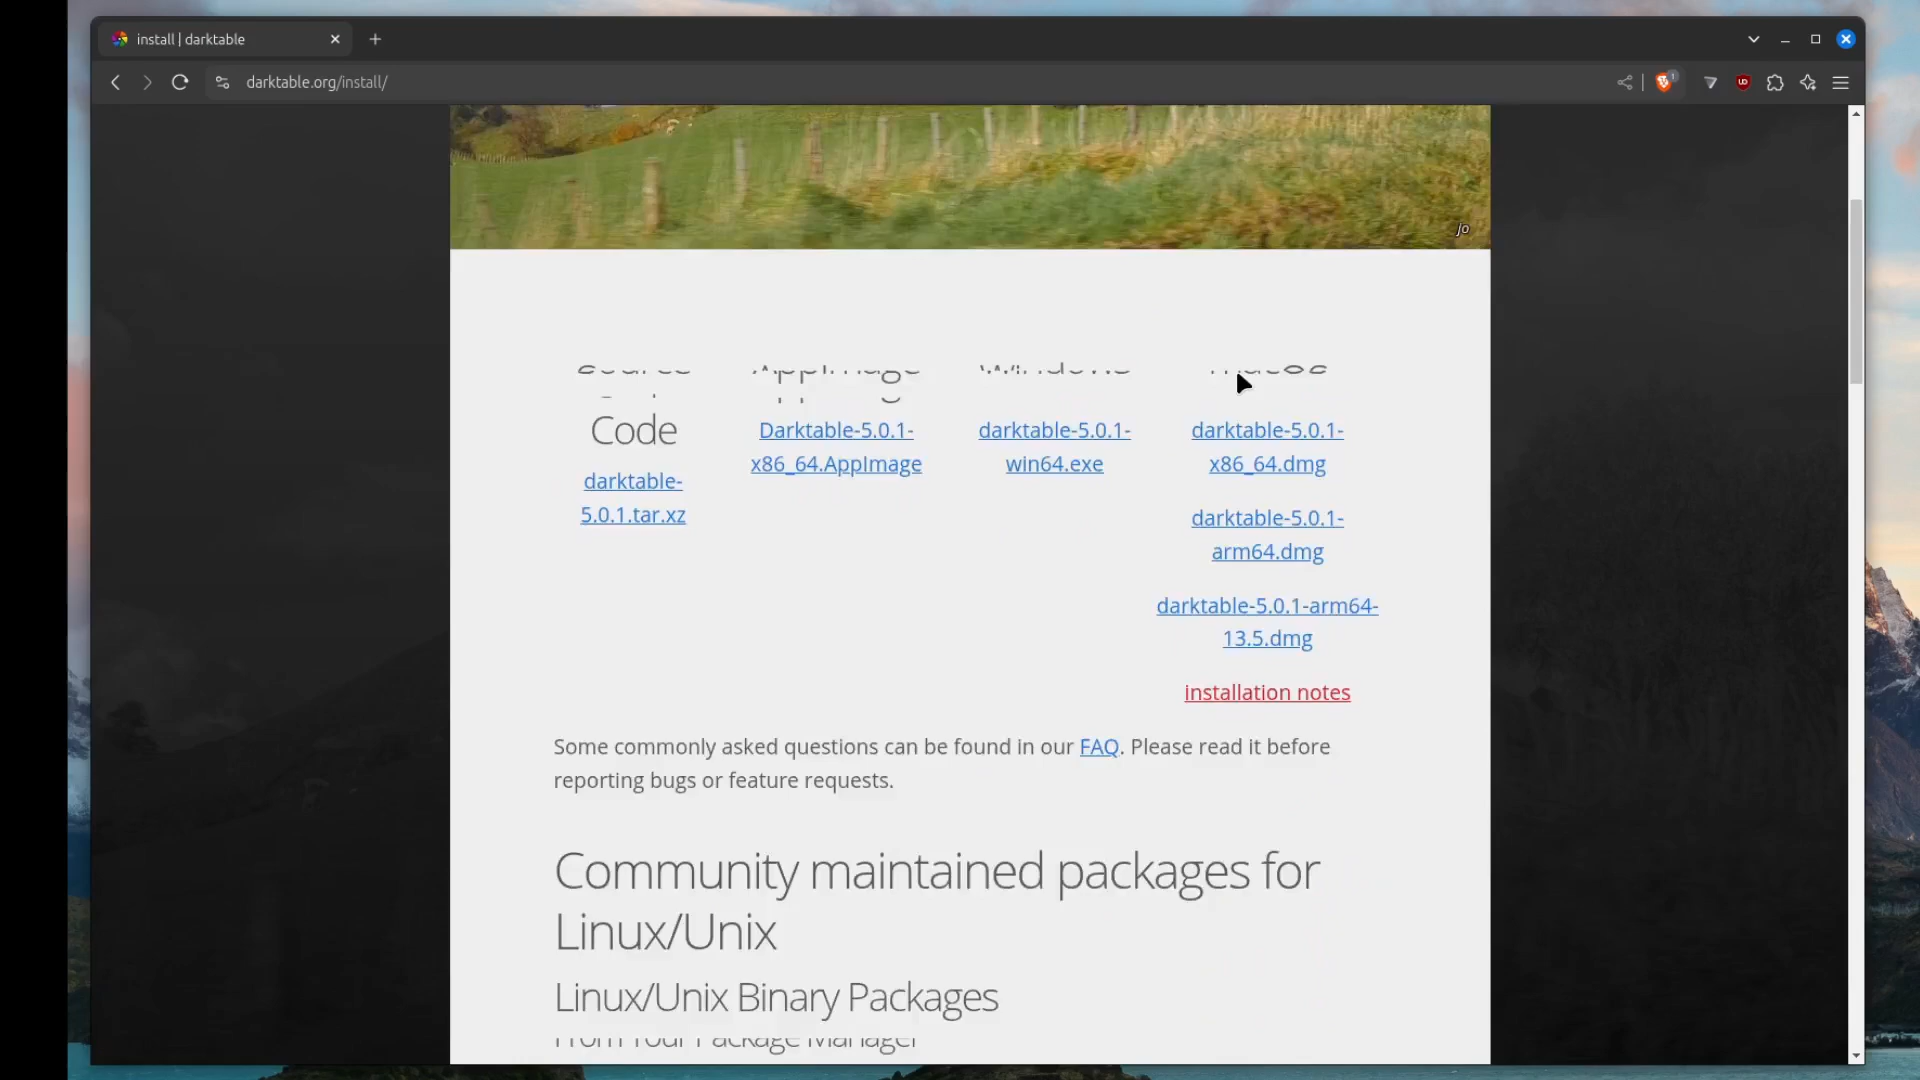 install | darktable
darktable.org/install/
1
UD
jo
Source AppImage Windows macOS
Code
darktable-
5.0.1.tar.xz
Darktable-5.0.1-
x86_64.AppImage
darktable-5.0.1-
win64.exe
darktable-5.0.1-
x86_64.dmg
darktable-5.0.1-
arm64.dmg
darktable-5.0.1-arm64-
13.5.dmg
installation notes
Some commonly asked questions can be found in our FAQ. Please read it before
reporting bugs or feature requests.
Community maintained packages for
Linux/Unix
Linux/Unix Binary Packages
From Your Package Manager